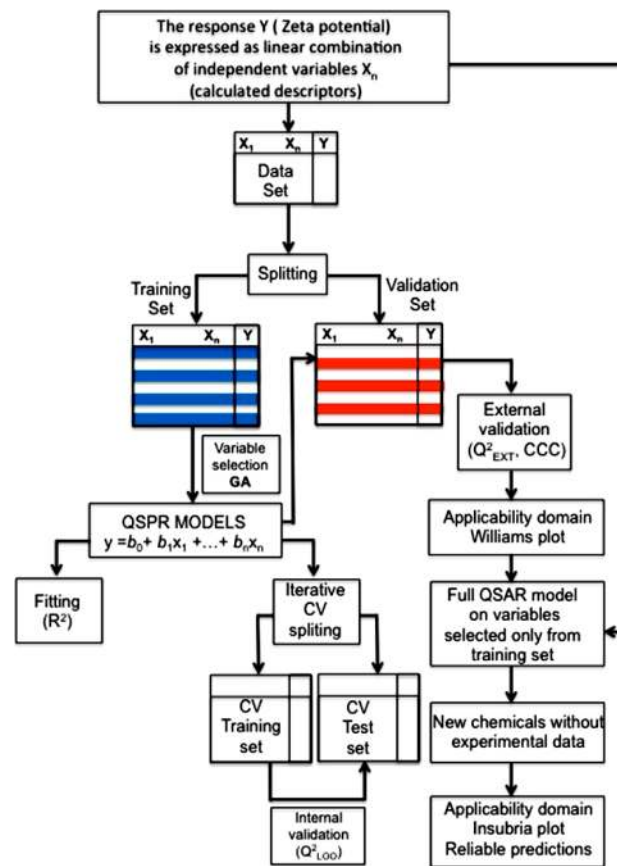 The response Y ( Zeta potential)
is expressed as linear combination
of independent variables Xₙ
(calculated descriptors)
X₁ Xₙ Y
Data
Set
Splitting
Training
Set
Validation
Set
X₁ Xₙ Y
X₁ Xₙ Y
Variable
selection
GA
External
validation
(Q²EXT, CCC)
QSPR MODELS
y =b₀+ b₁x₁ +...+ bₙxₙ
Applicability domain
Williams plot
Fitting
(R²)
Iterative
CV
spliting
Full QSAR model
on variables
selected only from
training set
CV
Training
set
CV
Test
set
New chemicals without
experimental data
Internal
validation
(Q²LGO)
Applicability domain
Insubria plot
Reliable predictions